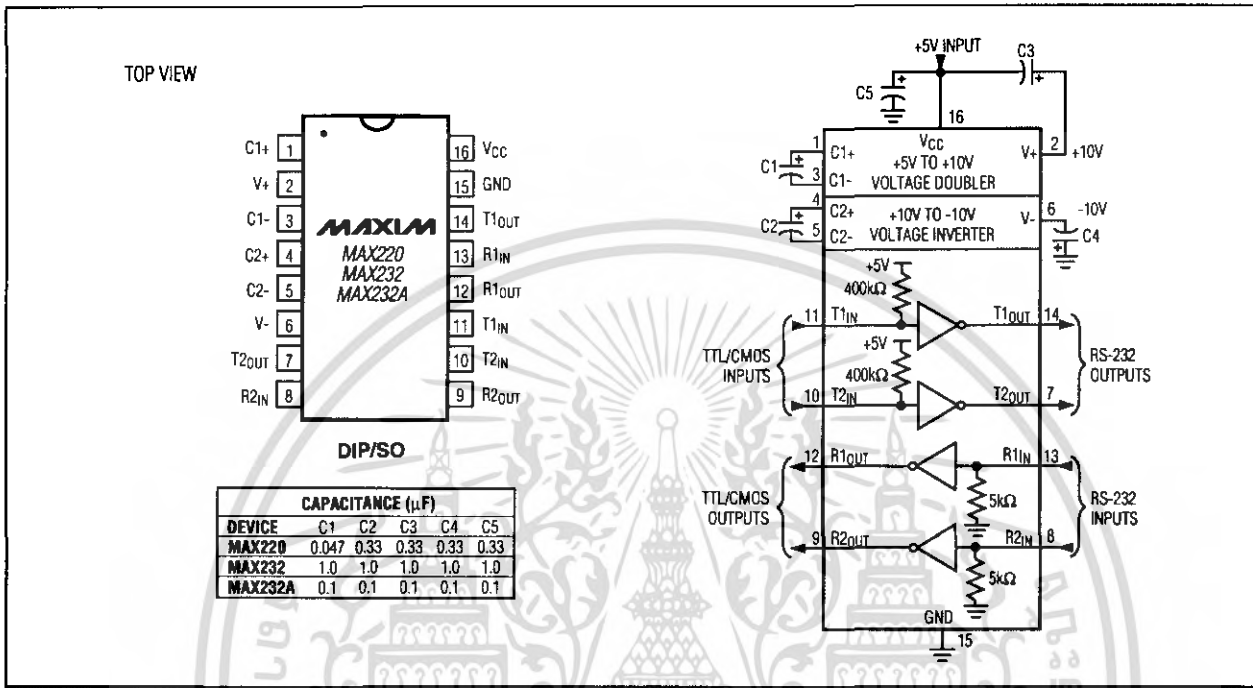 TOP VIEW
C1+ 1
V+ 2
C1- 3
C2+ 4
C2- 5
V- 6
T2OUT 7
R2IN 8
16 VCC
15 GND
14 T1OUT
13 R1IN
12 R1OUT
11 T1IN
10 T2IN
9 R2OUT
MAXIM
MAX220
MAX232
MAX232A
DIP/SO
CAPACITANCE (µF)
DEVICE C1 C2 C3 C4 C5
MAX220 0.047 0.33 0.33 0.33 0.33
MAX232 1.0 1.0 1.0 1.0 1.0
MAX232A 0.1 0.1 0.1 0.1 0.1
+5V INPUT
C3
+
C5 +
+
16
1
C1 +
3
C1+
C1-
VCC
+5V TO +10V
VOLTAGE DOUBLER
V+
2
+10V
4
C2 +
5
C2+
C2-
+10V TO -10V
VOLTAGE INVERTER
V-
6
-10V
C4
+
+5V
400kΩ
11 T1IN
T1OUT 14
TTL/CMOS
INPUTS
+5V
400kΩ
RS-232
OUTPUTS
10 T2IN
T2OUT 7
12 R1OUT
R1IN 13
TTL/CMOS
OUTPUTS
5kΩ
RS-232
INPUTS
9 R2OUT
R2IN 8
5kΩ
GND
15